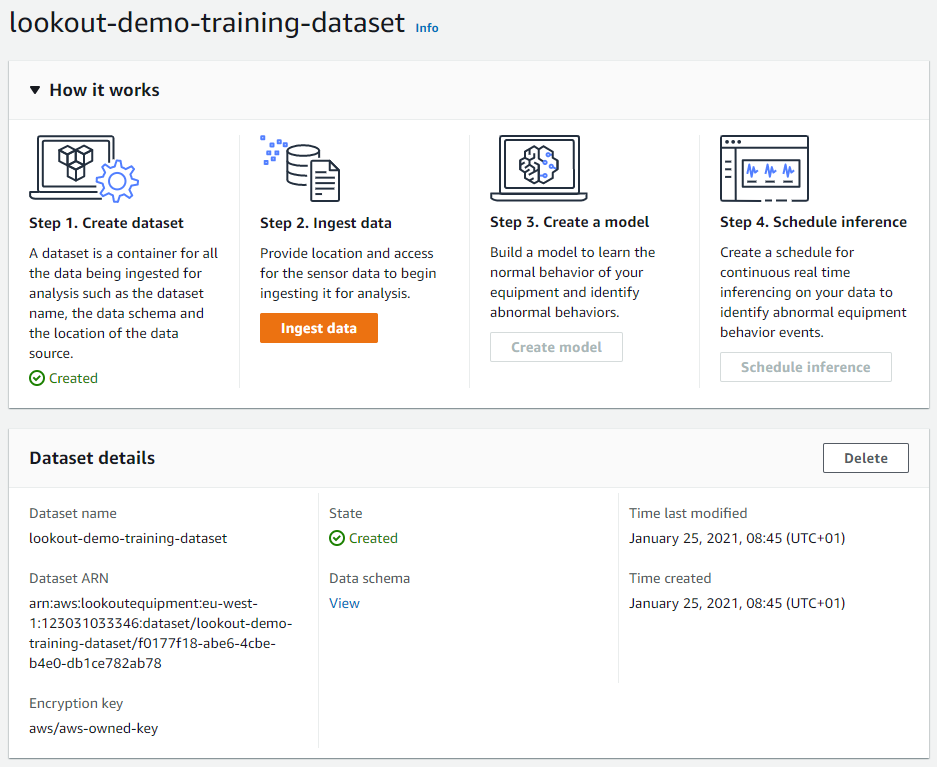 lookout-demo-training-dataset Info
How it works
Step 1. Create dataset
A dataset is a container for all
the data being ingested for
analysis such as the dataset
name, the data schema and
the location of the data
source.
Created
Step 2. Ingest data
Provide location and access
for the sensor data to begin
ingesting it for analysis.
Ingest data
Step 3. Create a model
Build a model to learn the
normal behavior of your
equipment and identify
abnormal behaviors.
Create model
Step 4. Schedule inference
Create a schedule for
continuous real time
inferencing on your data to
identify abnormal equipment
behavior events.
Schedule inference
Dataset details
Delete
Dataset name
lookout-demo-training-dataset
Dataset ARN
arn:aws:lookoutequipment:eu-west-
1:123031033346:dataset/lookout-demo-
training-dataset/f0177f18-abe6-4cbe-
b4e0-db1ce782ab78
Encryption key
aws/aws-owned-key
State
Created
Data schema
View
Time last modified
January 25, 2021, 08:45 (UTC+01)
Time created
January 25, 2021, 08:45 (UTC+01)